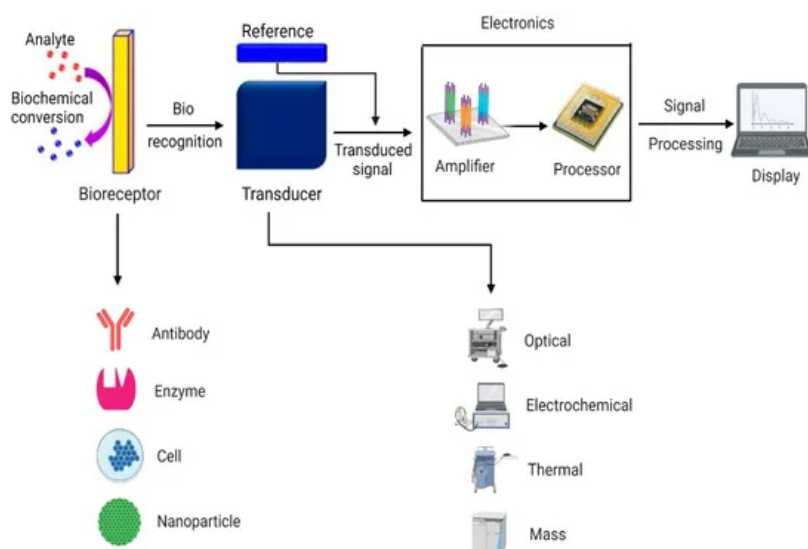 Analyte
Biochemical
conversion
Bioreceptor
Bio
recognition
Reference
Transducer
Transduced
signal
Electronics
Amplifier
Processor
Signal
Processing
Display
Antibody
Enzyme
Cell
Nanoparticle
Optical
Electrochemical
Thermal
Mass